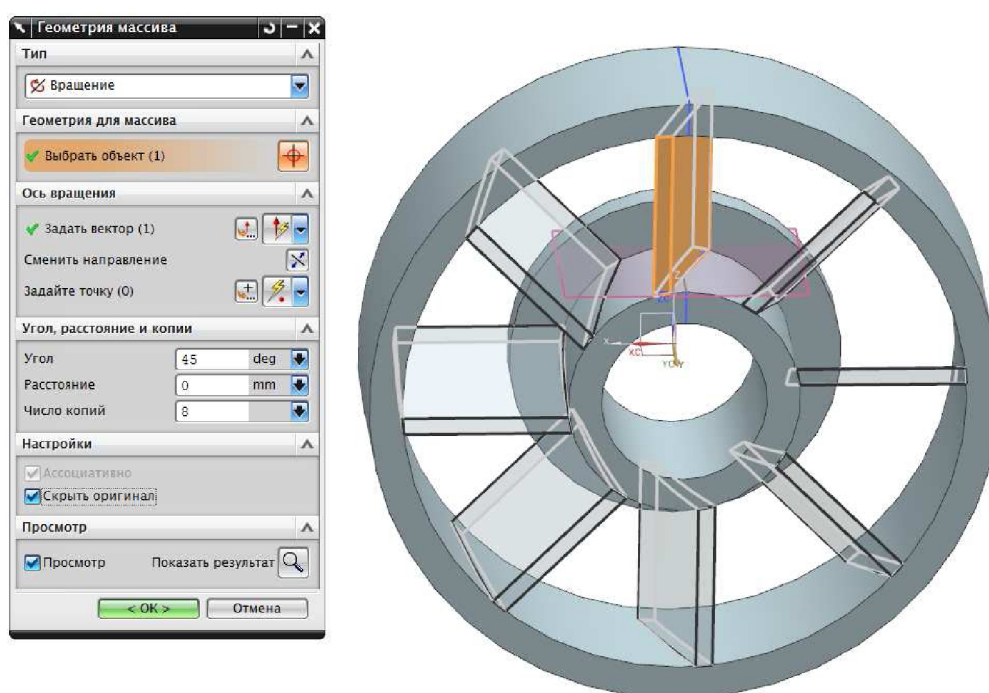 Геометрия массива
Тип
Вращение
Геометрия для массива
Выбрать объект (1)
Ось вращения
Задать вектор (1)
Сменить направление
Задайте точку (0)
Угол, расстояние и копии
Угол 45 deg
Расстояние 0 mm
Число копий 8
Настройки
Ассоциативно
Скрыть оригинал
Просмотр
Просмотр Показать результат
< OK > Отмена
Z
ZC
X
XC
YC Y